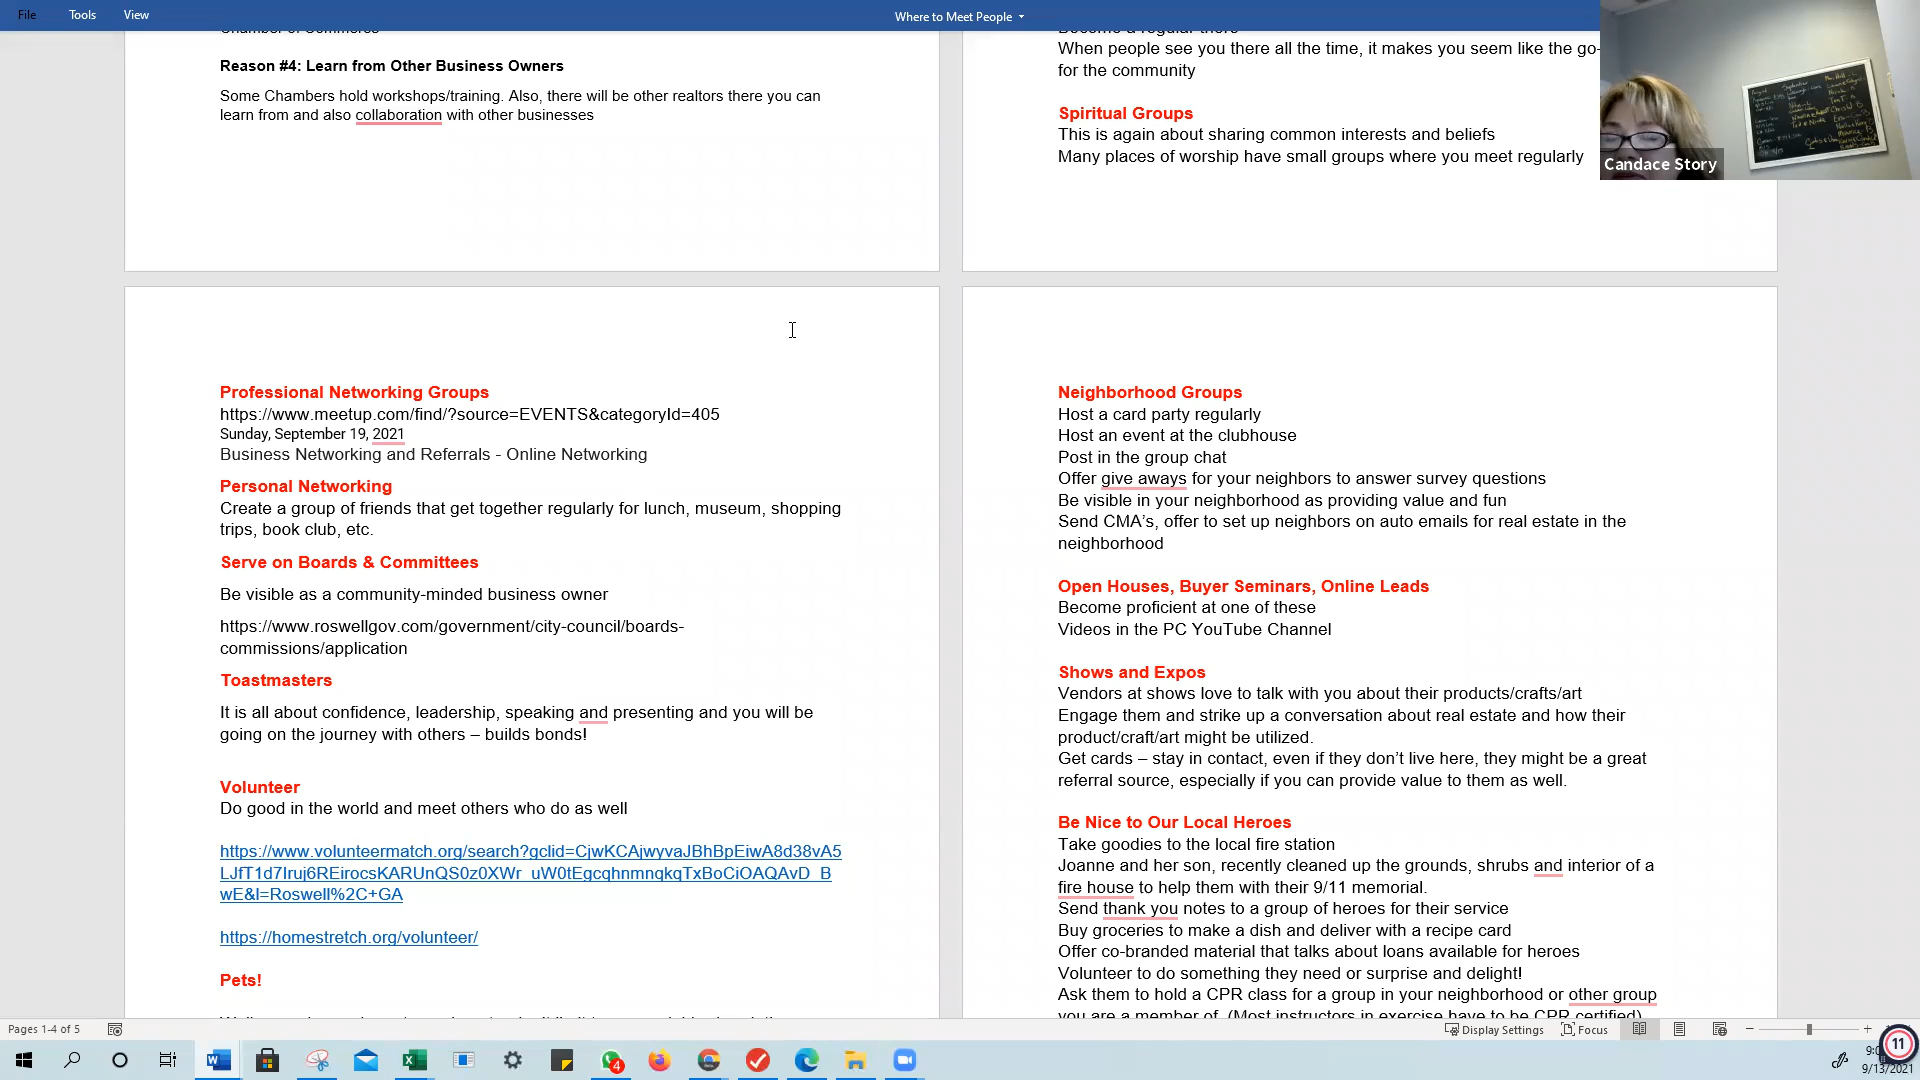 File Tools View Where to Meet People
Reason #4: Learn from Other Business Owners
Some Chambers hold workshops/training. Also, there will be other realtors there you can
learn from and also collaboration with other businesses
When people see you there all the time, it makes you seem like the go-
for the community
Spiritual Groups
This is again about sharing common interests and beliefs
Many places of worship have small groups where you meet regularly
Candace Story
Professional Networking Groups
https://www.meetup.com/find/?source=EVENTS&categoryId=405
Sunday, September 19, 2021
Business Networking and Referrals - Online Networking
Personal Networking
Create a group of friends that get together regularly for lunch, museum, shopping
trips, book club, etc.
Serve on Boards & Committees
Be visible as a community-minded business owner
https://www.roswellgov.com/government/city-council/boards-
commissions/application
Toastmasters
It is all about confidence, leadership, speaking and presenting and you will be
going on the journey with others – builds bonds!
Volunteer
Do good in the world and meet others who do as well
https://www.volunteermatch.org/search?gclid=CjwKCAjwyvaJBhBpEiwA8d38vA5
LJfT1d7Iruj6REirocsKARUnQS0z0XWr_uW0tEgcqhnmnqkqTxBoCiOAQAvD_B
wE&l=Roswell%2C+GA
https://homestretch.org/volunteer/
Pets!
Neighborhood Groups
Host a card party regularly
Host an event at the clubhouse
Post in the group chat
Offer give aways for your neighbors to answer survey questions
Be visible in your neighborhood as providing value and fun
Send CMA’s, offer to set up neighbors on auto emails for real estate in the
neighborhood
Open Houses, Buyer Seminars, Online Leads
Become proficient at one of these
Videos in the PC YouTube Channel
Shows and Expos
Vendors at shows love to talk with you about their products/crafts/art
Engage them and strike up a conversation about real estate and how their
product/craft/art might be utilized.
Get cards – stay in contact, even if they don’t live here, they might be a great
referral source, especially if you can provide value to them as well.
Be Nice to Our Local Heroes
Take goodies to the local fire station
Joanne and her son, recently cleaned up the grounds, shrubs and interior of a
fire house to help them with their 9/11 memorial.
Send thank you notes to a group of heroes for their service
Buy groceries to make a dish and deliver with a recipe card
Offer co-branded material that talks about loans available for heroes
Volunteer to do something they need or surprise and delight!
Ask them to hold a CPR class for a group in your neighborhood or other group
you are a member of. (Most instructors in exercise have to be CPR certified)
Pages 1-4 of 5 Display Settings Focus
4
11
9/13/2021